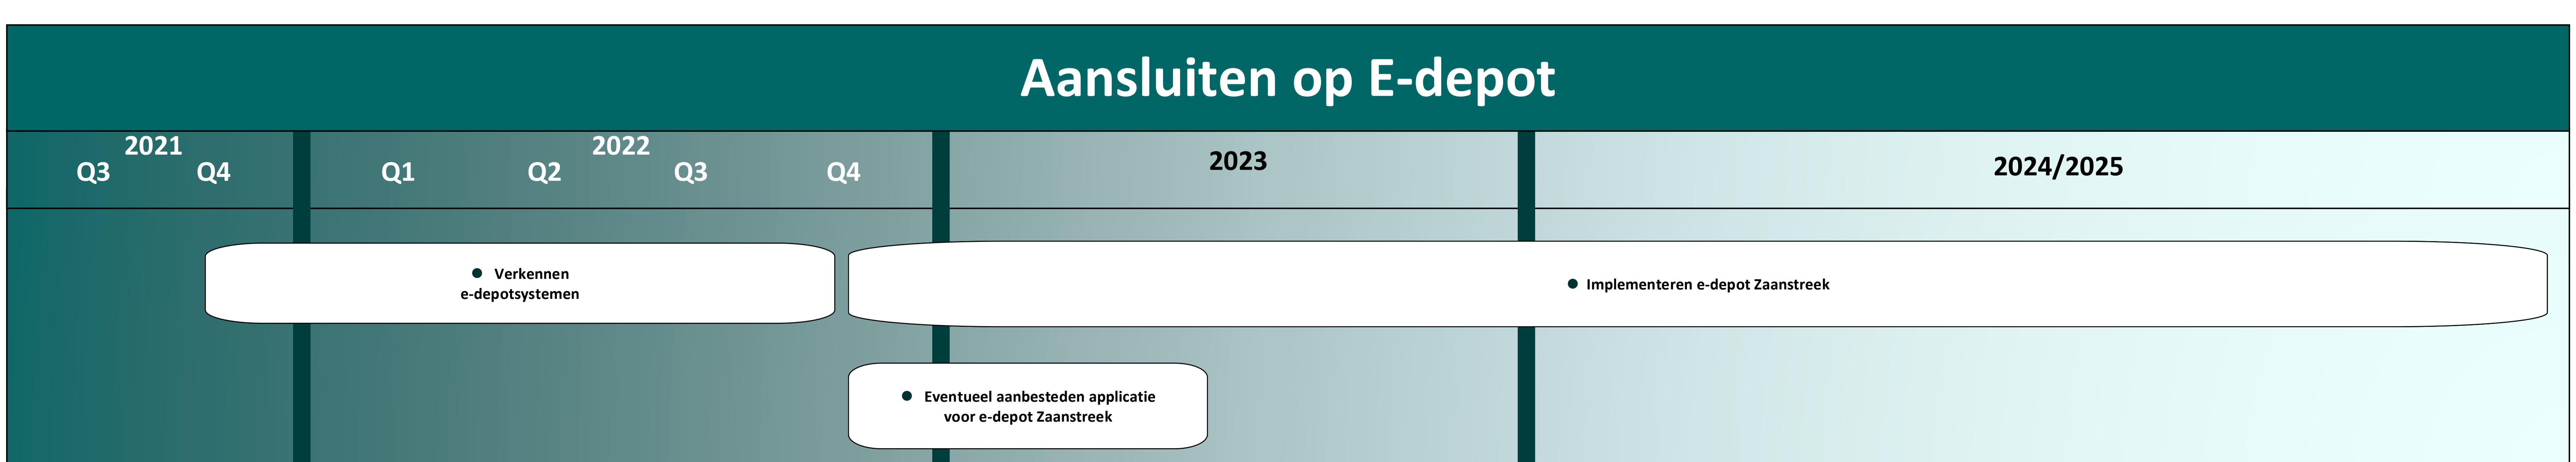 Aansluiten op E-depot
2021
Q3 Q4
2022
Q1 Q2 Q3 Q4
2023
2024/2025
● Verkennen
e-depotsystemen
● Implementeren e-depot Zaanstreek
● Eventueel aanbesteden applicatie
voor e-depot Zaanstreek